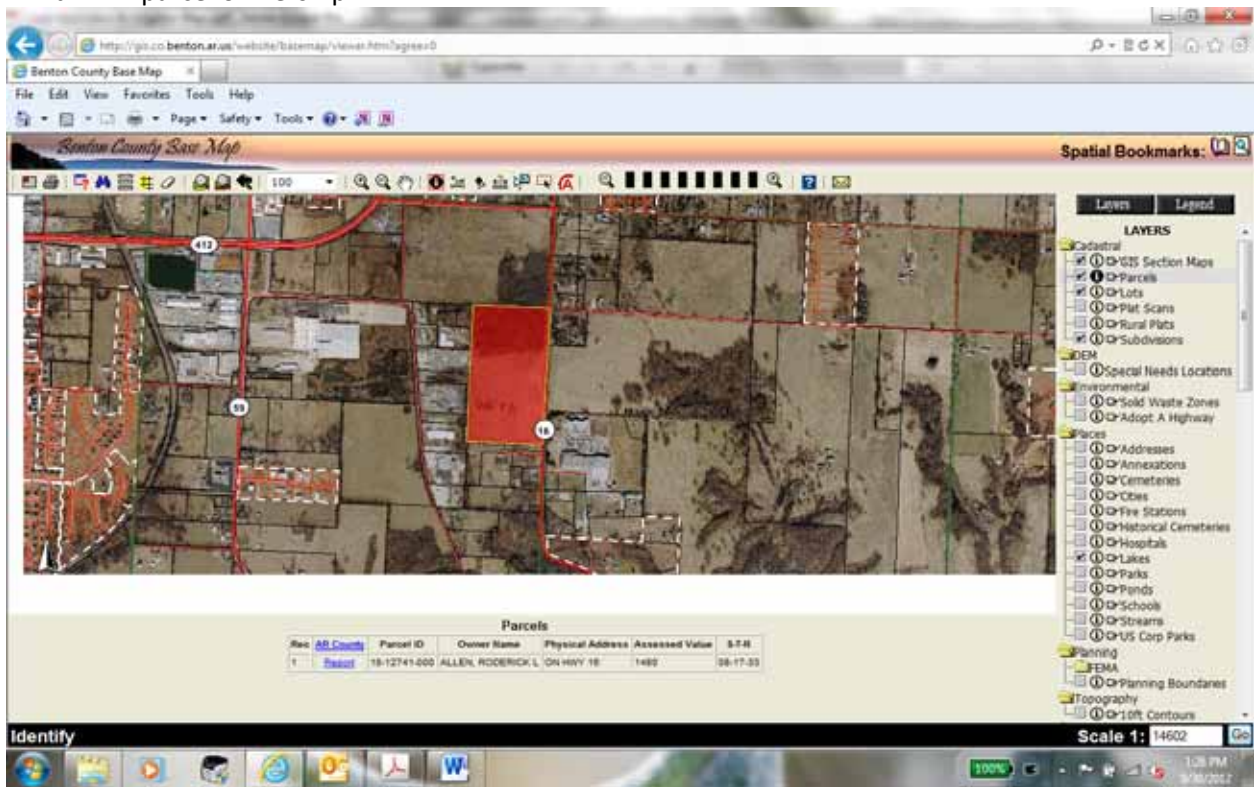 http://gis.co.benton.ar.us/website/basemap/viewer.htm?agree=0
Benton County Base Map
File Edit View Favorites Tools Help
Page Safety Tools
Benton County Base Map
Spatial Bookmarks:
100
Layers Legend
LAYERS
Cadastral
GIS Section Maps
Parcels
Lots
Plat Scans
Rural Plats
Subdivisions
DEM
Special Needs Locations
Environmental
Solid Waste Zones
Adopt A Highway
Places
Addresses
Annexations
Cemeteries
Cities
Fire Stations
Historical Cemeteries
Hospitals
Lakes
Parks
Ponds
Schools
Streams
US Corp Parks
Planning
FEMA
Planning Boundaries
Topography
10ft Contours
412
59
16
Parcels
Rec AR County Parcel ID Owner Name Physical Address Assessed Value S-T-R
1 Report 18-12741-000 ALLEN, RODERICK L ON HWY 16 1480 08-17-33
Identify
Scale 1: 14602 Go
100%
1:28 PM